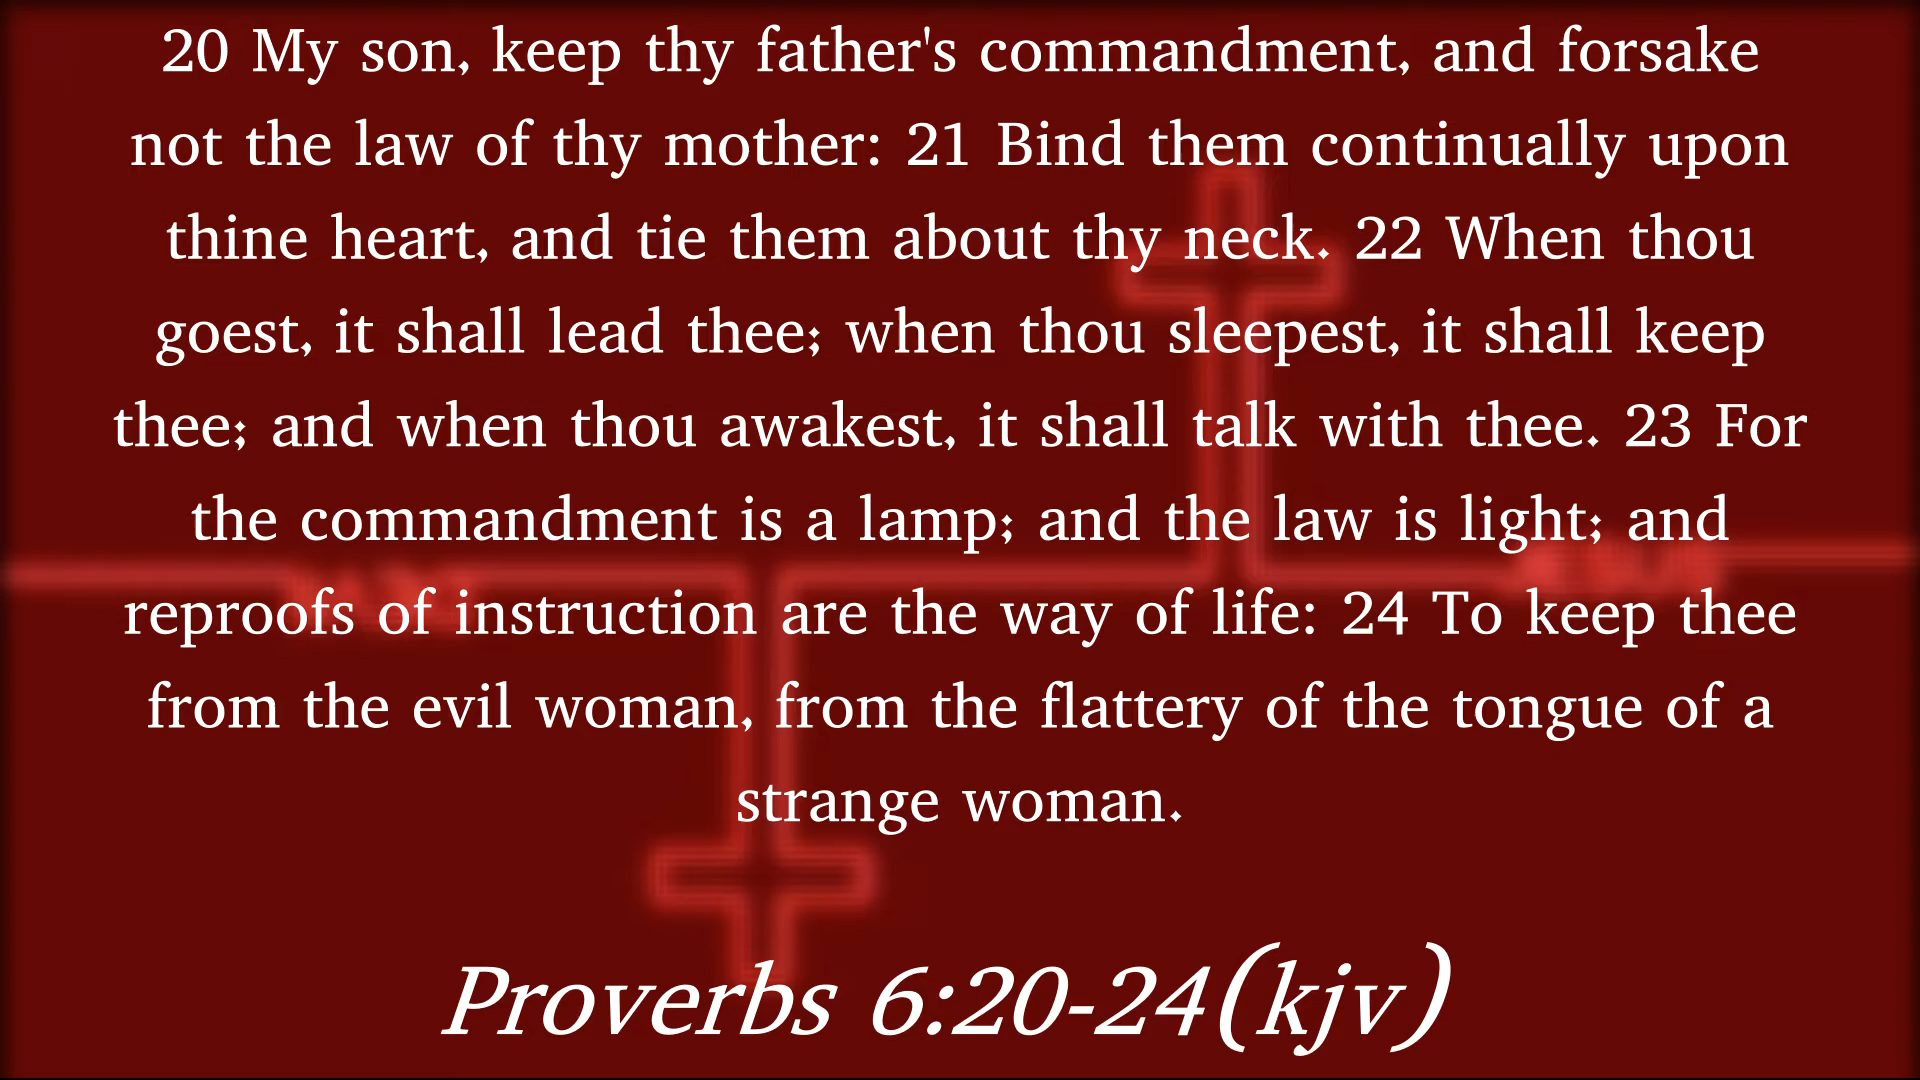 20 My son, keep thy father's commandment, and forsake
not the law of thy mother: 21 Bind them continually upon
thine heart, and tie them about thy neck. 22 When thou
goest, it shall lead thee; when thou sleepest, it shall keep
thee; and when thou awakest, it shall talk with thee. 23 For
the commandment is a lamp; and the law is light; and
reproofs of instruction are the way of life: 24 To keep thee
from the evil woman, from the flattery of the tongue of a
strange woman.
Proverbs 6:20-24(kjv)